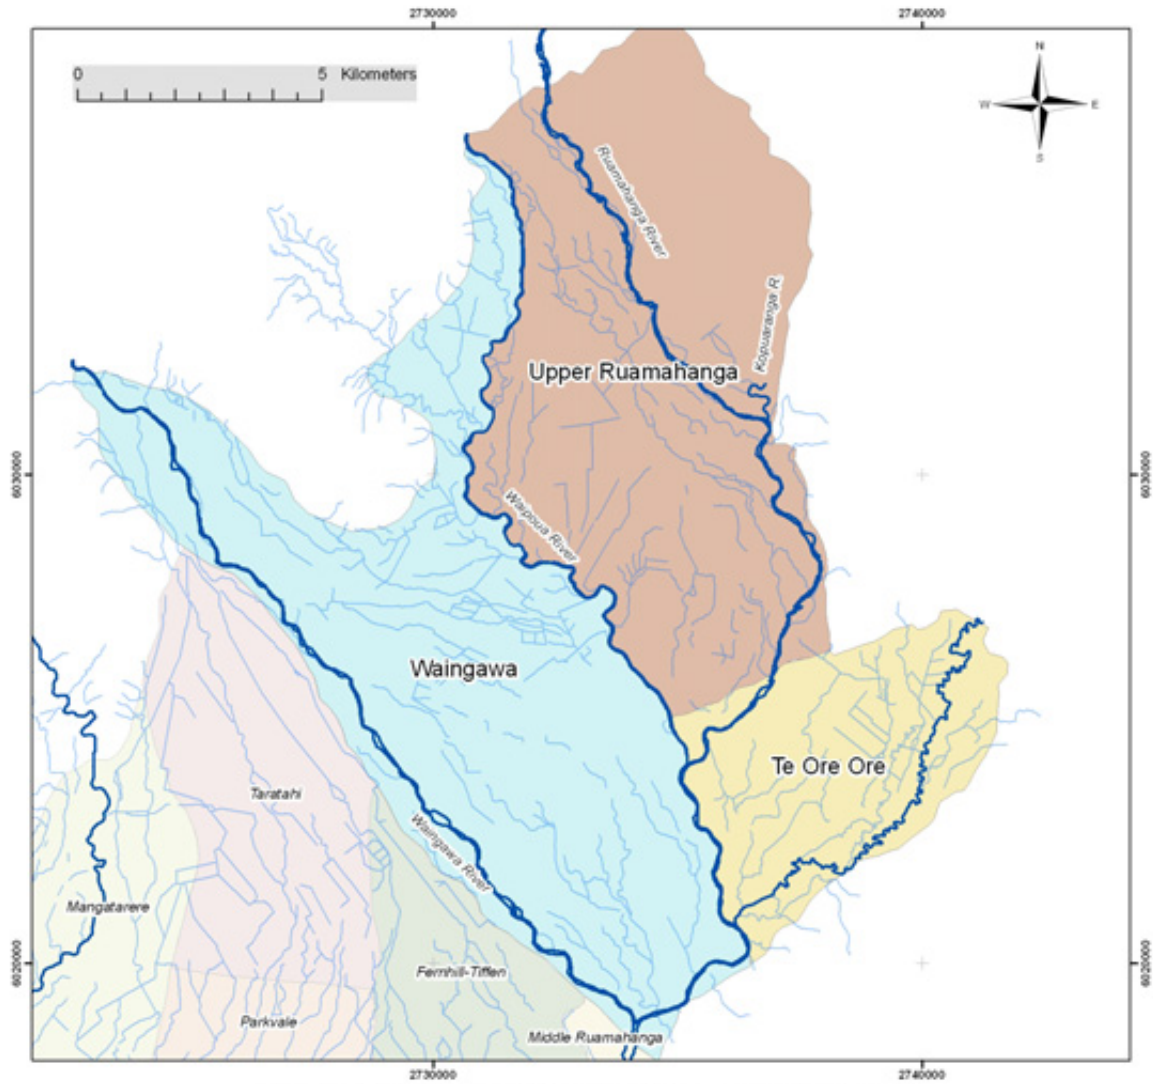 2730000 2740000
0 5 Kilometers
N
W E
S
Ruamahanga River
Kopuaranga R.
Upper Ruamahanga
6030000 6030000
Waipoua River
Waingawa
Te Ore Ore
Taratahi
Waingawa River
Mangatarere
6020000 6020000
Fernhill-Tiffen
Parkvale
Middle Ruamahanga
2730000 2740000